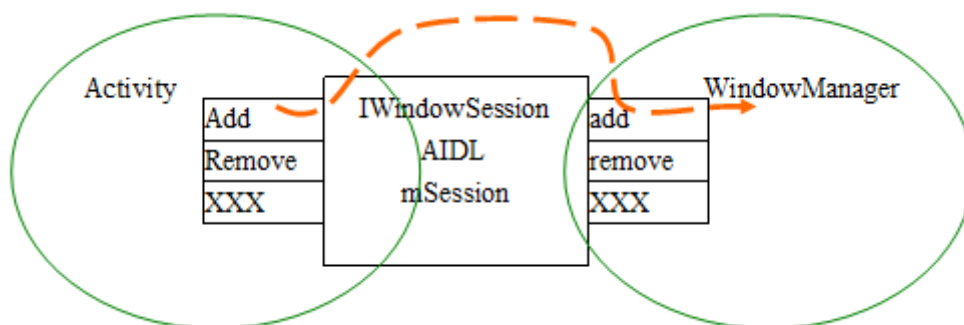 Activity
WindowManager
IWindowSession
AIDL
mSession
Add
Remove
XXX
add
remove
XXX